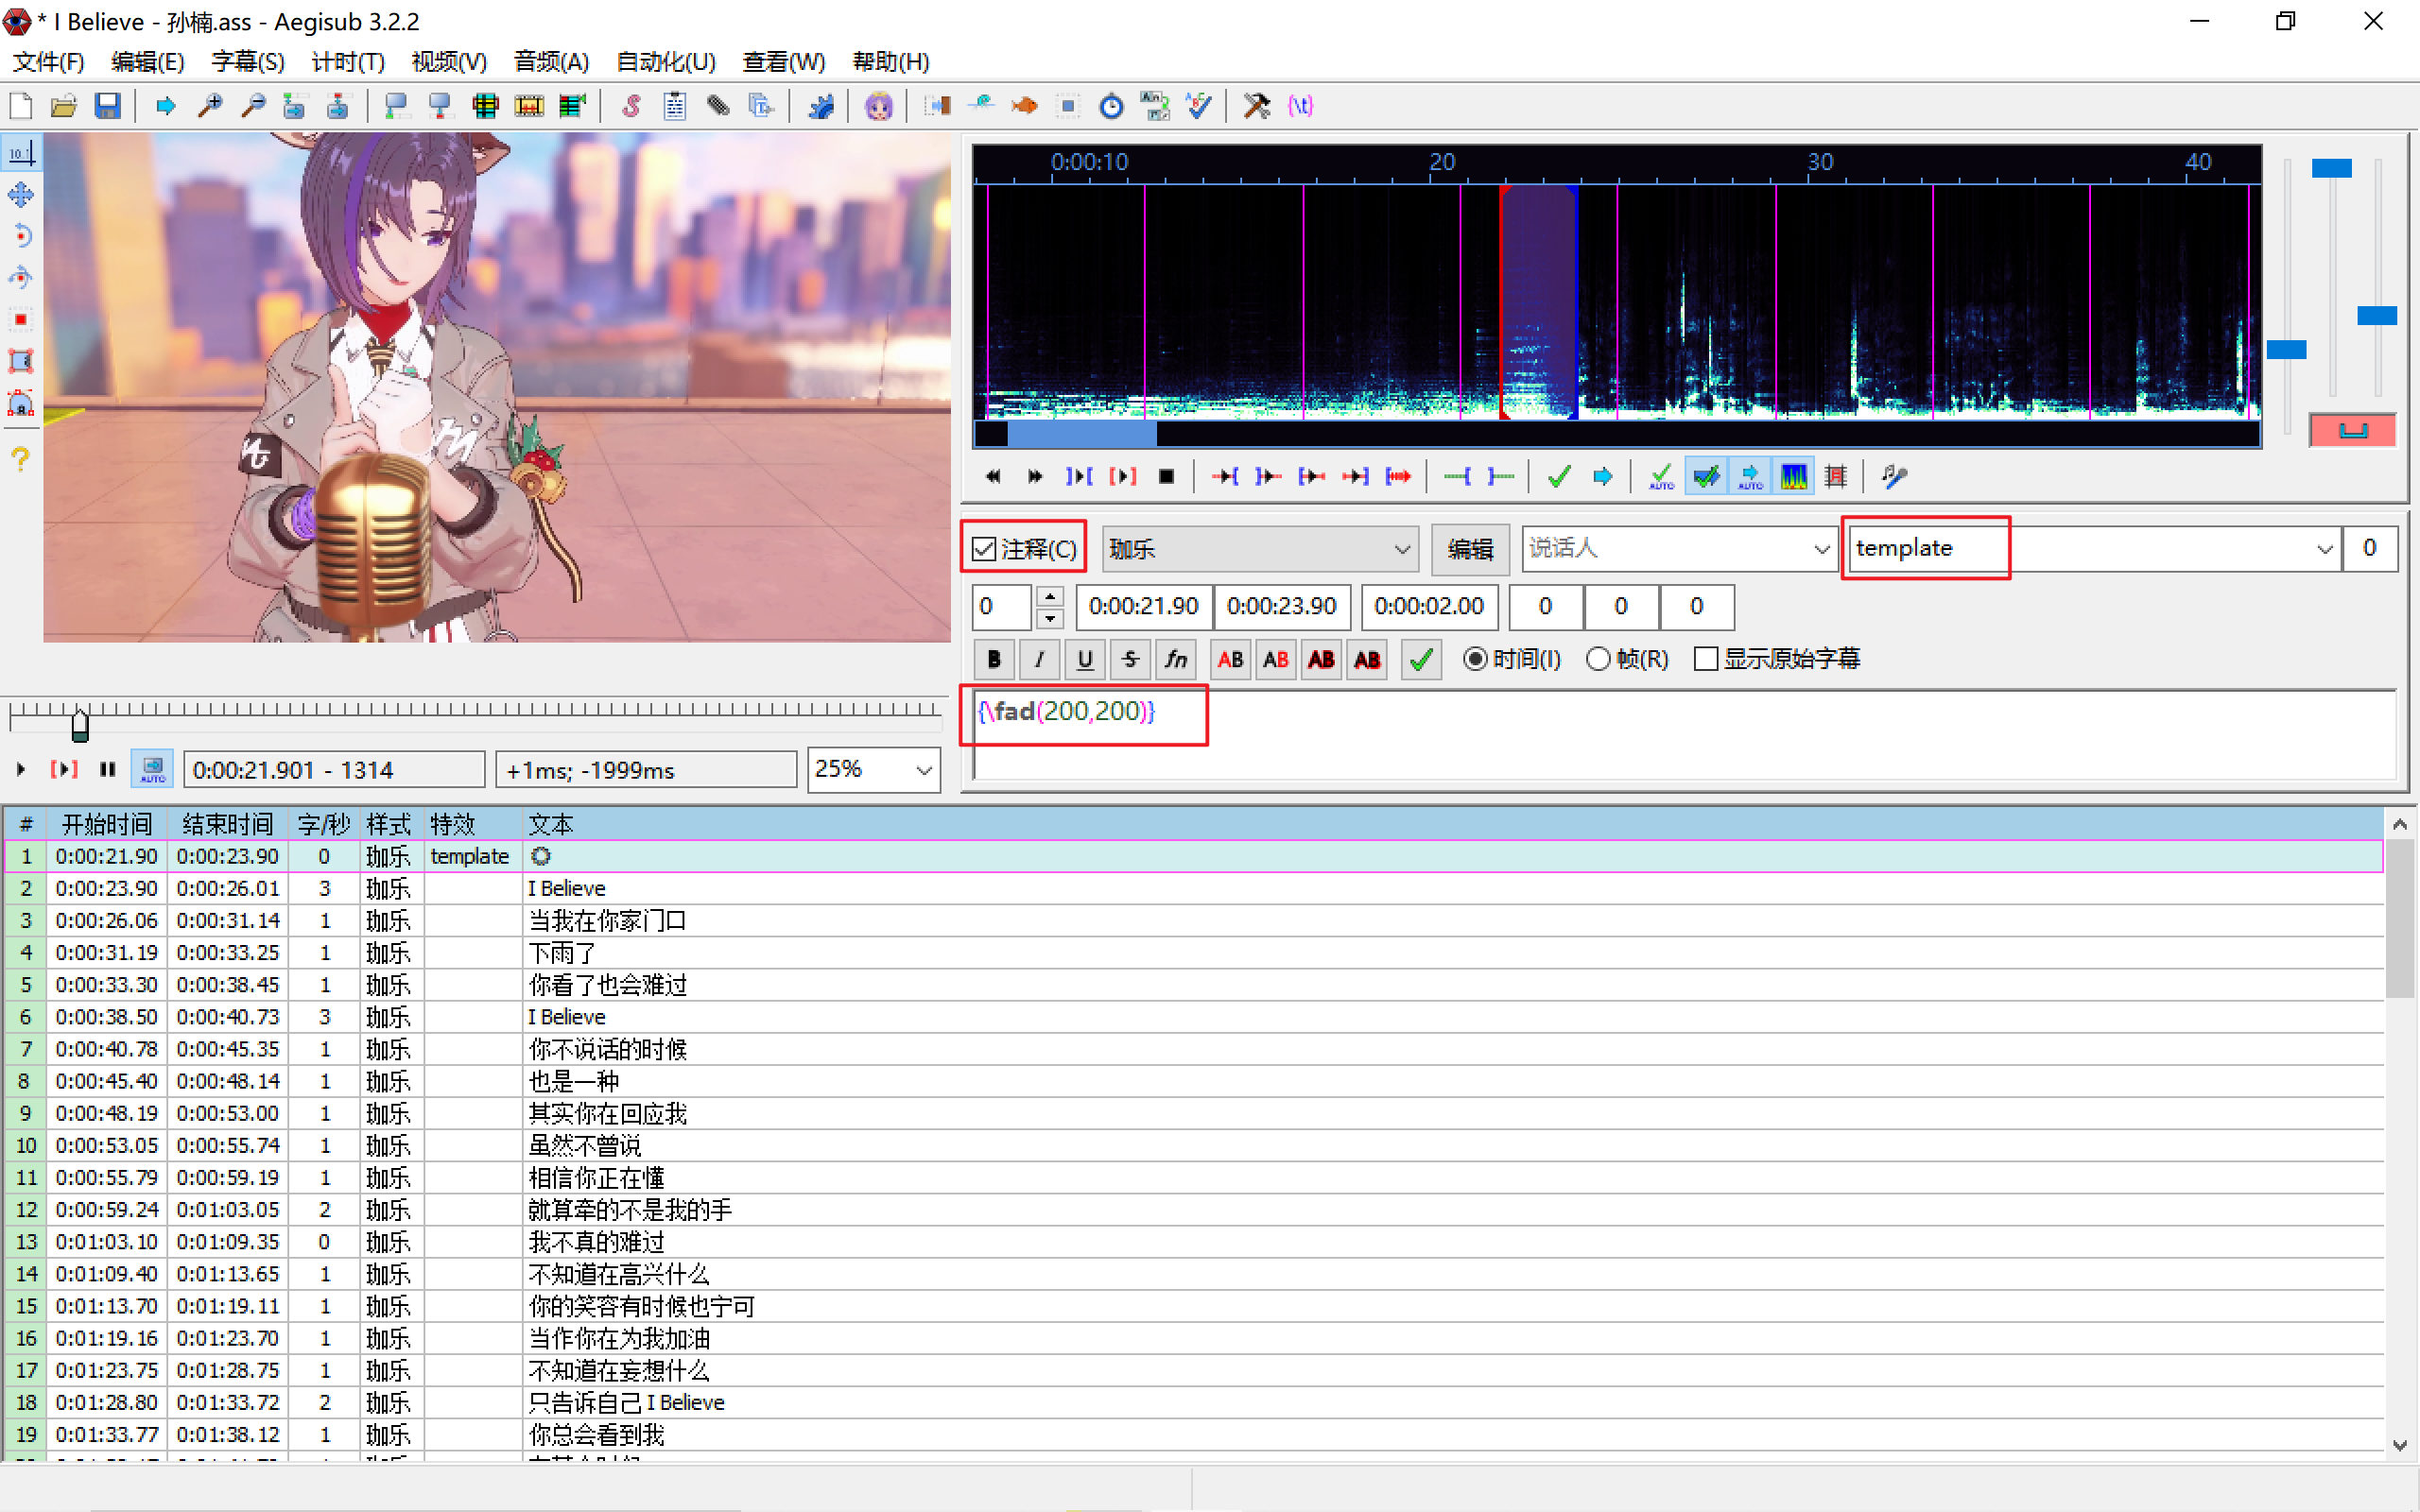 * I Believe - 孙楠.ass - Aegisub 3.2.2
文件(F) 编辑(E) 字幕(S) 计时(T) 视频(V) 音频(A) 自动化(U) 查看(W) 帮助(H)
0:00:10 20 30 40
注释(C) 珈乐 编辑 说话人 template 0
0 0:00:21.90 0:00:23.90 0:00:02.00 0 0 0
B I U S fn AB AB AB AB 时间(I) 帧(R) 显示原始字幕
{\fad(200,200)}
AUTO 0:00:21.901 - 1314 +1ms; -1999ms 25%
# 开始时间 结束时间 字/秒 样式 特效 文本
1 0:00:21.90 0:00:23.90 0 珈乐 template
2 0:00:23.90 0:00:26.01 3 珈乐 I Believe
3 0:00:26.06 0:00:31.14 1 珈乐 当我在你家门口
4 0:00:31.19 0:00:33.25 1 珈乐 下雨了
5 0:00:33.30 0:00:38.45 1 珈乐 你看了也会难过
6 0:00:38.50 0:00:40.73 3 珈乐 I Believe
7 0:00:40.78 0:00:45.35 1 珈乐 你不说话的时候
8 0:00:45.40 0:00:48.14 1 珈乐 也是一种
9 0:00:48.19 0:00:53.00 1 珈乐 其实你在回应我
10 0:00:53.05 0:00:55.74 1 珈乐 虽然不曾说
11 0:00:55.79 0:00:59.19 1 珈乐 相信你正在懂
12 0:00:59.24 0:01:03.05 2 珈乐 就算牵的不是我的手
13 0:01:03.10 0:01:09.35 0 珈乐 我不真的难过
14 0:01:09.40 0:01:13.65 1 珈乐 不知道在高兴什么
15 0:01:13.70 0:01:19.11 1 珈乐 你的笑容有时候也宁可
16 0:01:19.16 0:01:23.70 1 珈乐 当作你在为我加油
17 0:01:23.75 0:01:28.75 1 珈乐 不知道在妄想什么
18 0:01:28.80 0:01:33.72 2 珈乐 只告诉自己 I Believe
19 0:01:33.77 0:01:38.12 1 珈乐 你总会看到我